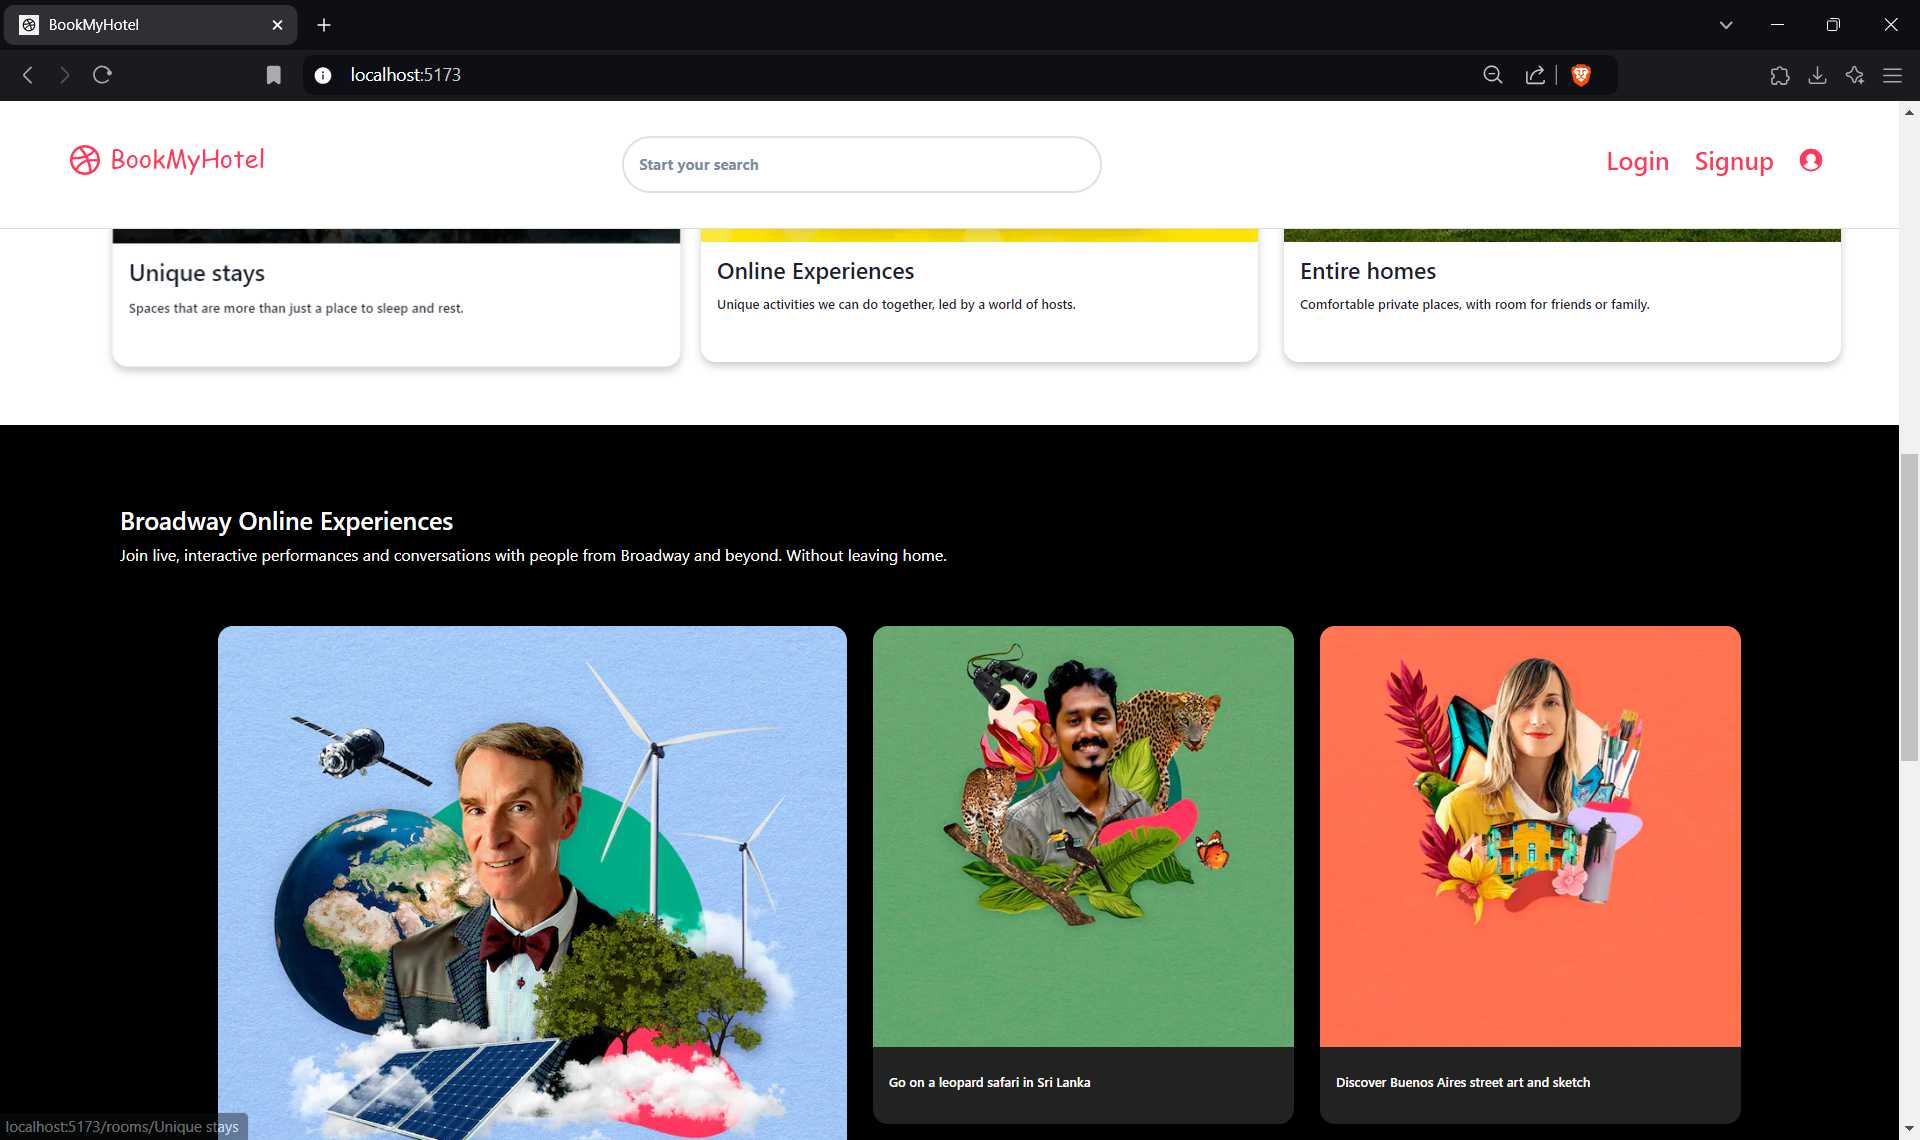 BookMyHotel
localhost:5173
BookMyHotel
Start your search
Login Signup
Unique stays
Spaces that are more than just a place to sleep and rest.
Online Experiences
Unique activities we can do together, led by a world of hosts.
Entire homes
Comfortable private places, with room for friends or family.
Broadway Online Experiences
Join live, interactive performances and conversations with people from Broadway and beyond. Without leaving home.
Go on a leopard safari in Sri Lanka
Discover Buenos Aires street art and sketch
localhost:5173/rooms/Unique stays